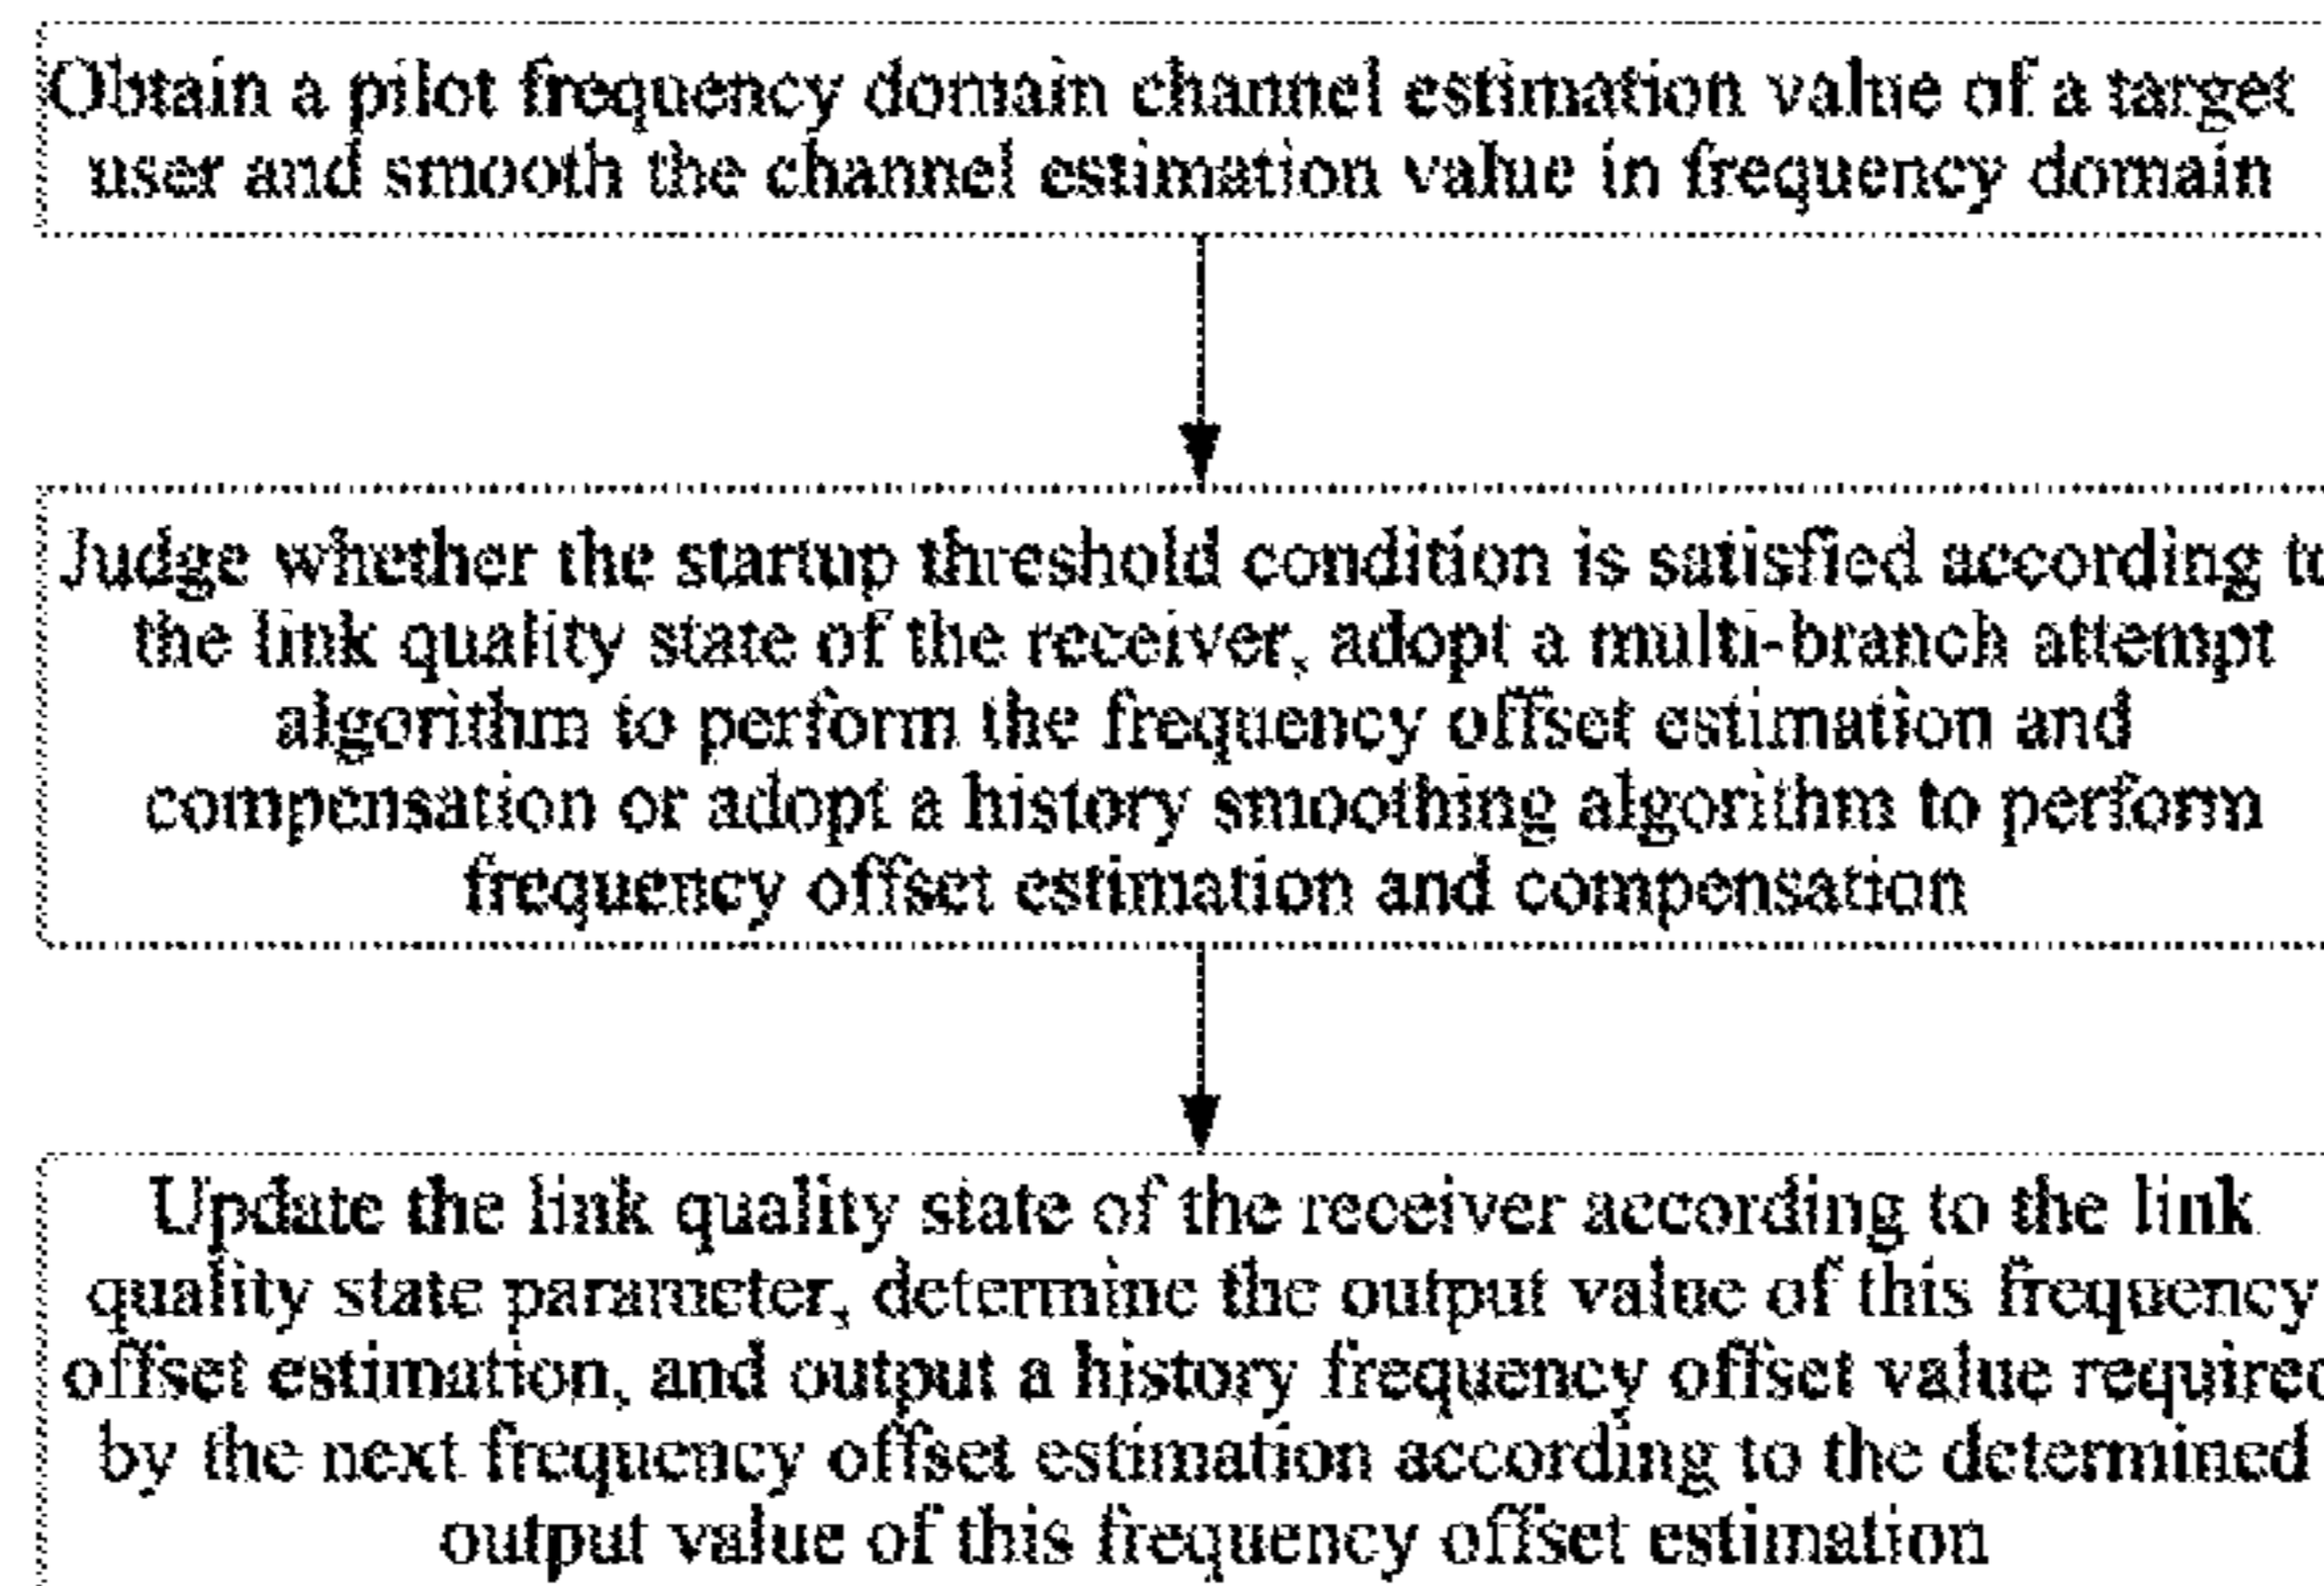 Obtain a pilot frequency domain channel estimation value of a target
user and smooth the channel estimation value in frequency domain
Judge whether the startup threshold condition is satisfied according to
the link quality state of the receiver, adopt a multi-branch attempt
algorithm to perform the frequency offset estimation and
compensation or adopt a history smoothing algorithm to perform
frequency offset estimation and compensation
Update the link quality state of the receiver according to the link
quality state parameter, determine the output value of this frequency
offset estimation, and output a history frequency offset value required
by the next frequency offset estimation according to the determined
output value of this frequency offset estimation